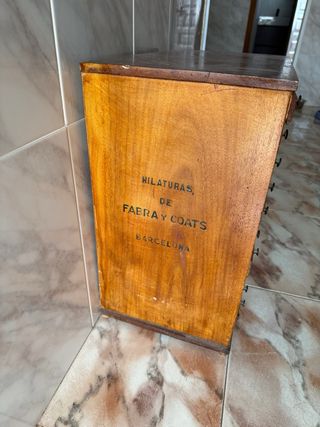 HILATURAS,
DE
FABRA Y COATS
BARCELONA